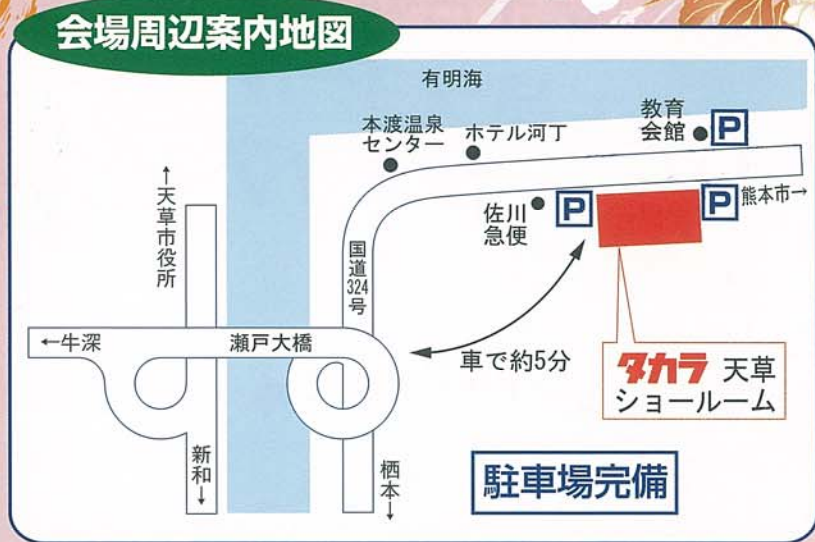 会場周辺案内地図
有明海
本渡温泉
センター
ホテル河丁
教育
会館
P
↑天草市役所
佐川
急便
P
P
熊本市→
国道324号
←牛深
瀬戸大橋
車で約5分
タカラ 天草
ショールーム
新和↓
栖本↓
駐車場完備